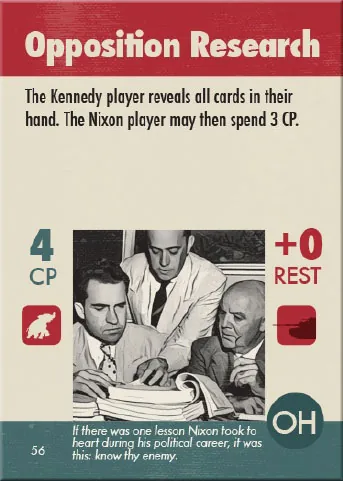 Opposition Research
The Kennedy player reveals all cards in their
hand. The Nixon player may then spend 3 CP.
4
CP
+0
REST
OH
If there was one lesson Nixon took to
heart during his political career, it was
this: know thy enemy.
56